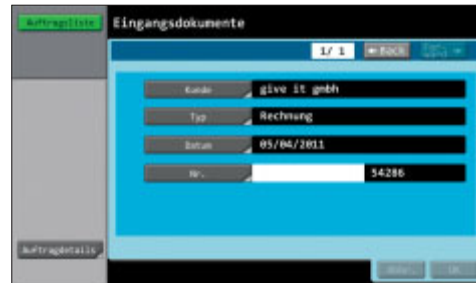 Auftragsliste
Eingangsdokumente
1/ 1
Back
Kunde
give it gmbh
Typ
Rechnung
Datum
05/04/2011
Nr.
54286
Auftragdetails
OK